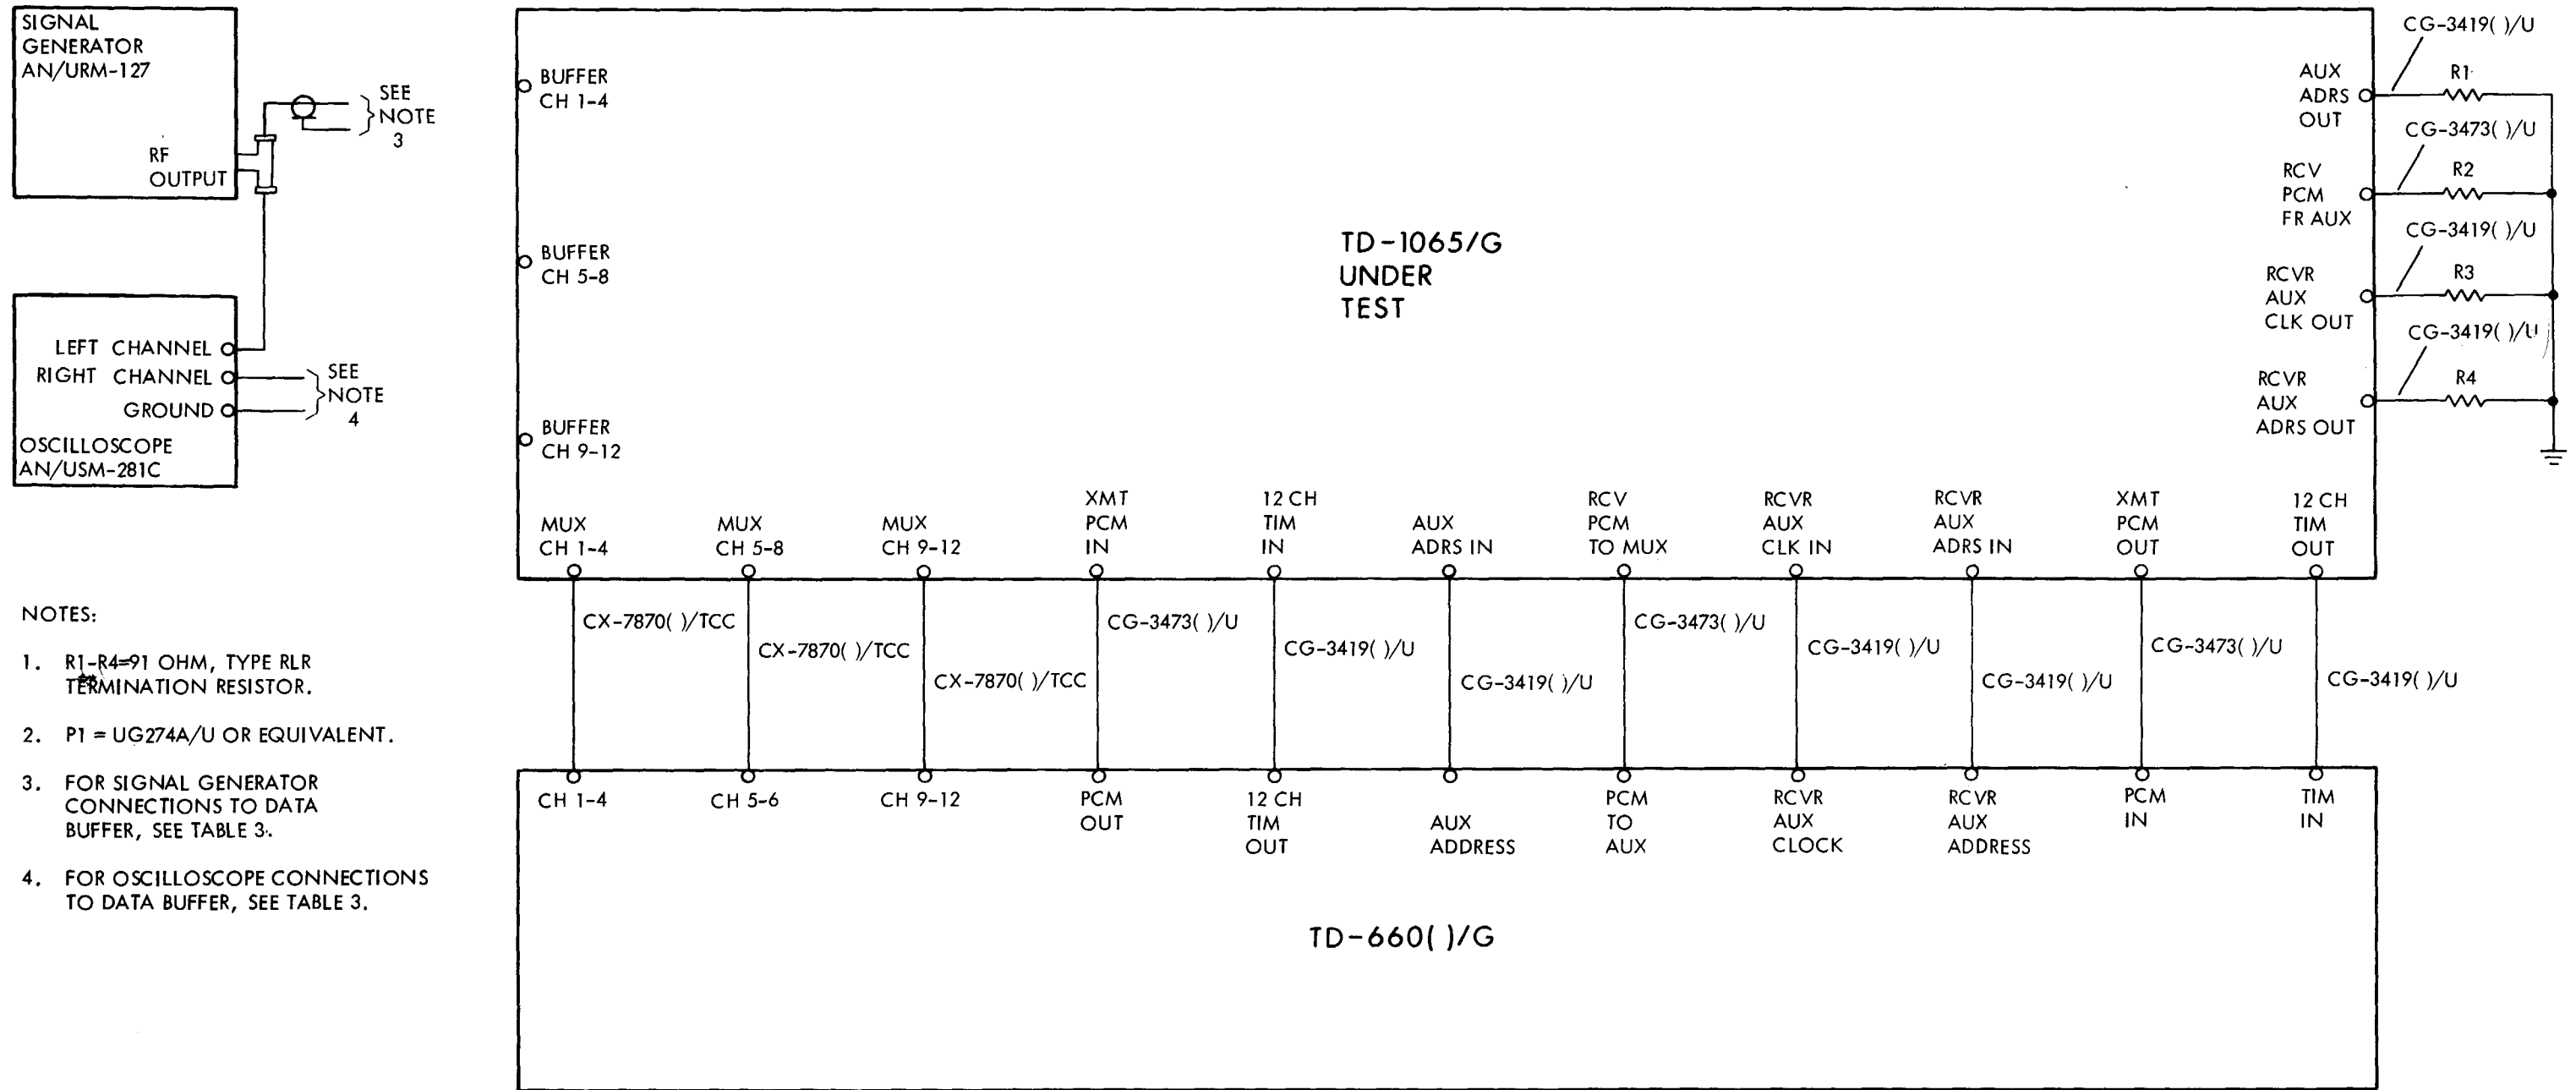 SIGNAL
GENERATOR
AN/URM-127
RF
OUTPUT
SEE
NOTE
3
LEFT CHANNEL
RIGHT CHANNEL
GROUND
OSCILLOSCOPE
AN/USM-281C
SEE
NOTE
4
BUFFER
CH 1-4
BUFFER
CH 5-8
BUFFER
CH 9-12
TD-1065/G
UNDER
TEST
AUX
ADRS
OUT
CG-3419( )/U
R1
RCV
PCM
FR AUX
CG-3473( )/U
R2
RCVR
AUX
CLK OUT
CG-3419( )/U
R3
RCVR
AUX
ADRS OUT
CG-3419( )/U
R4
MUX
CH 1-4
MUX
CH 5-8
MUX
CH 9-12
XMT
PCM
IN
12 CH
TIM
IN
AUX
ADRS IN
RCV
PCM
TO MUX
RCVR
AUX
CLK IN
RCVR
AUX
ADRS IN
XMT
PCM
OUT
12 CH
TIM
OUT
CX-7870( )/TCC
CX-7870( )/TCC
CX-7870( )/TCC
CG-3473( )/U
CG-3419( )/U
CG-3419( )/U
CG-3473( )/U
CG-3419( )/U
CG-3419( )/U
CG-3473( )/U
CG-3419( )/U
CH 1-4
CH 5-6
CH 9-12
PCM
OUT
12 CH
TIM
OUT
AUX
ADDRESS
PCM
TO
AUX
RCVR
AUX
CLOCK
RCVR
AUX
ADDRESS
PCM
IN
TIM
IN
TD-660( )/G
NOTES:
1. R1-R4=91 OHM, TYPE RLR
TERMINATION RESISTOR.
2. P1 = UG274A/U OR EQUIVALENT.
3. FOR SIGNAL GENERATOR
CONNECTIONS TO DATA
BUFFER, SEE TABLE 3.
4. FOR OSCILLOSCOPE CONNECTIONS
TO DATA BUFFER, SEE TABLE 3.